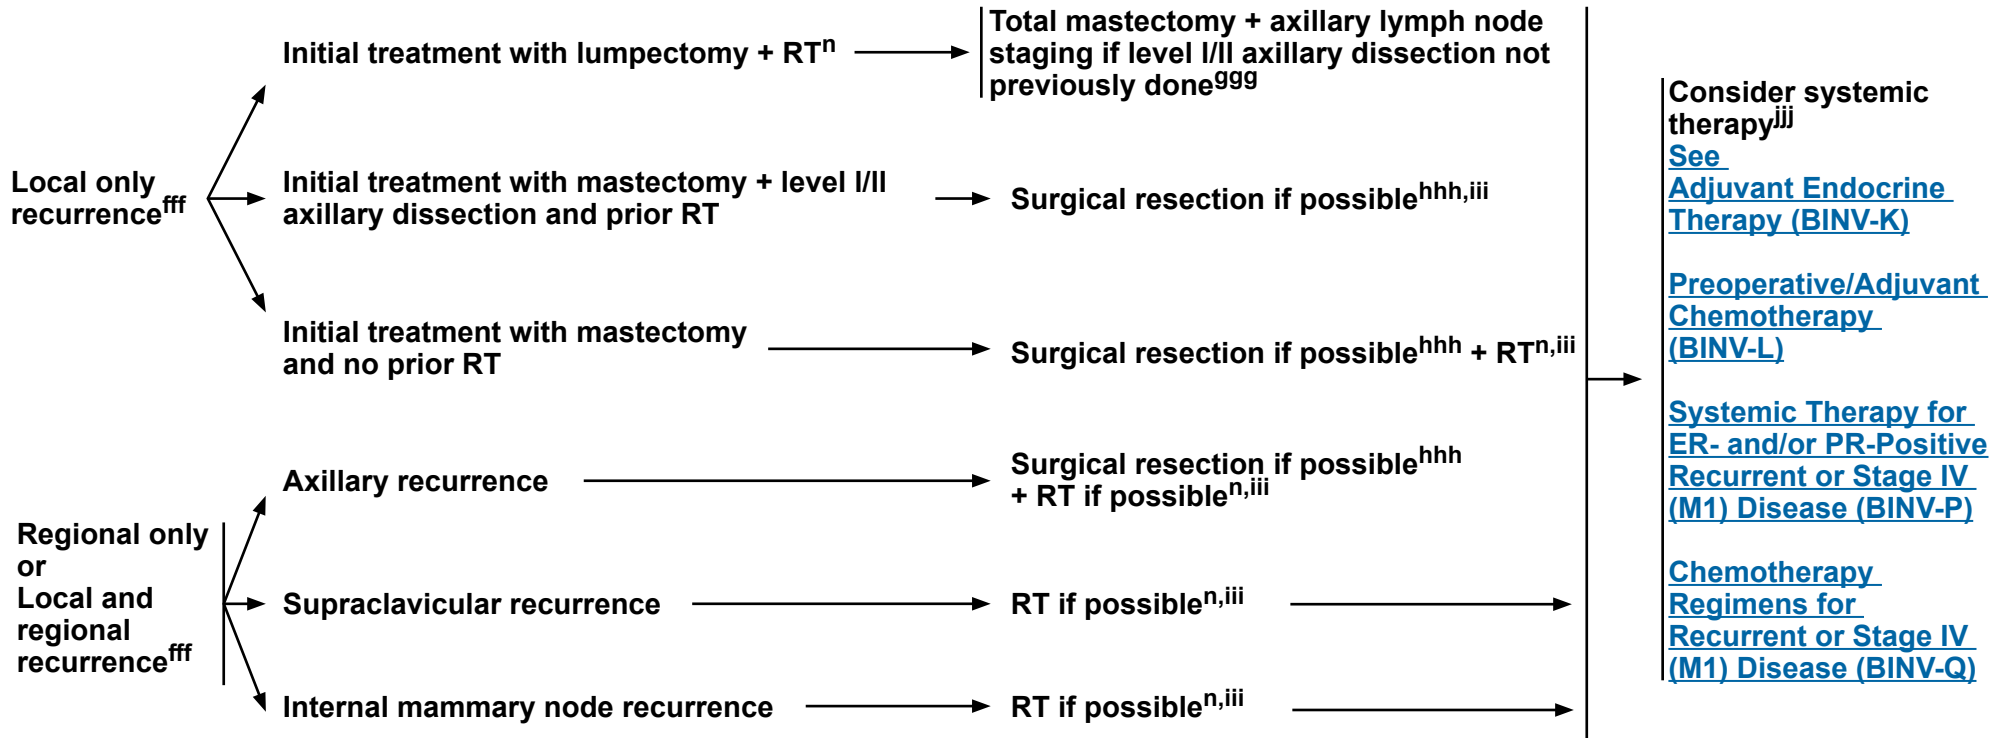 Initial treatment with lumpectomy + RTn
Total mastectomy + axillary lymph node
staging if level I/II axillary dissection not
previously doneggg
Local only
recurrencefff
Initial treatment with mastectomy + level I/II
axillary dissection and prior RT
Surgical resection if possiblehhh,iii
Initial treatment with mastectomy
and no prior RT
Surgical resection if possiblehhh + RTn,iii
Regional only
or
Local and
regional
recurrencefff
Axillary recurrence
Surgical resection if possiblehhh
+ RT if possiblen,iii
Supraclavicular recurrence
RT if possiblen,iii
Internal mammary node recurrence
RT if possiblen,iii
Consider systemic
therapyjjj
See
Adjuvant Endocrine
Therapy (BINV-K)
Preoperative/Adjuvant
Chemotherapy
(BINV-L)
Systemic Therapy for
ER- and/or PR-Positive
Recurrent or Stage IV
(M1) Disease (BINV-P)
Chemotherapy
Regimens for
Recurrent or Stage IV
(M1) Disease (BINV-Q)